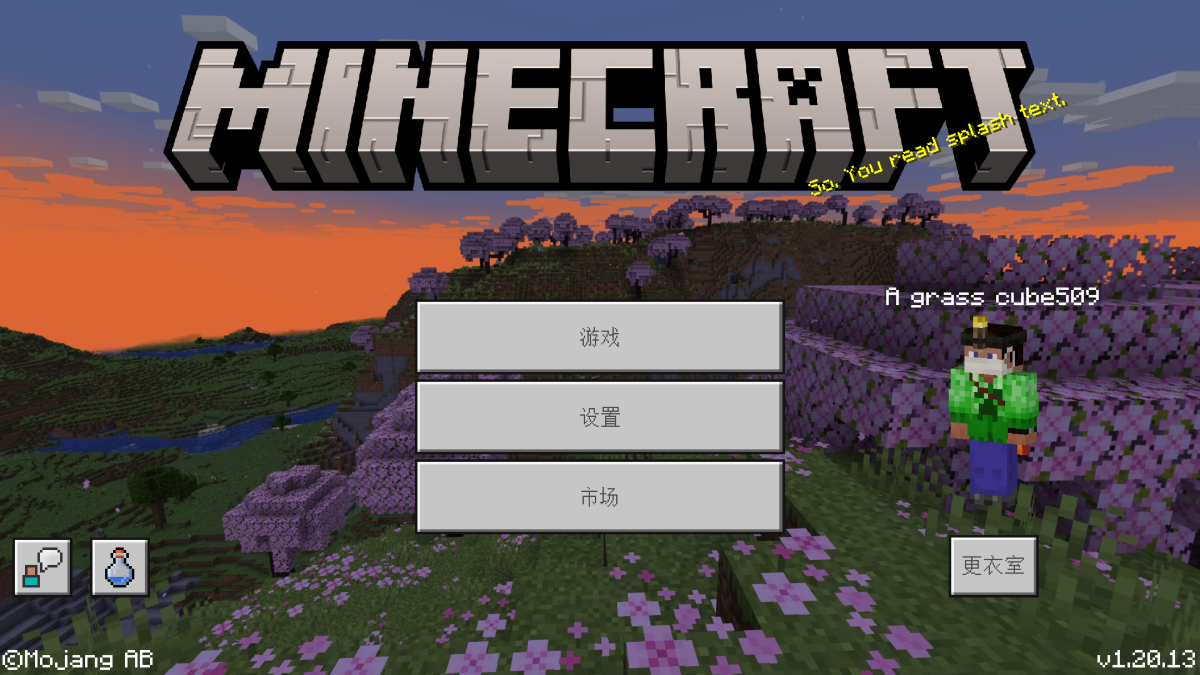 MINECRAFT
So. You read splash text.
A grass cube509
游戏
设置
市场
更衣室
©Mojang AB
v1.20.13